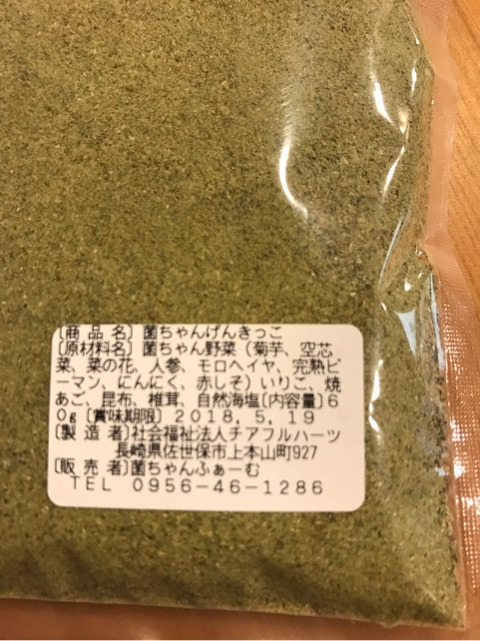 〔商 品 名〕菌ちゃんげんきっこ
〔原材料名〕菌ちゃん野菜（菊芋、空芯
菜、菜の花、人参、モロヘイヤ、完熟ピ
ーマン、にんにく、赤しそ）いりこ、焼
あご、昆布、椎茸、自然海塩〔内容量〕６
０ｇ〔賞味期限〕２０１８，５，１９
〔製 造 者〕社会福祉法人チアフルハーツ
長崎県佐世保市上本山町927
〔販 売 者〕菌ちゃんふぁーむ
ＴＥＬ　０９５６－４６－１２８６